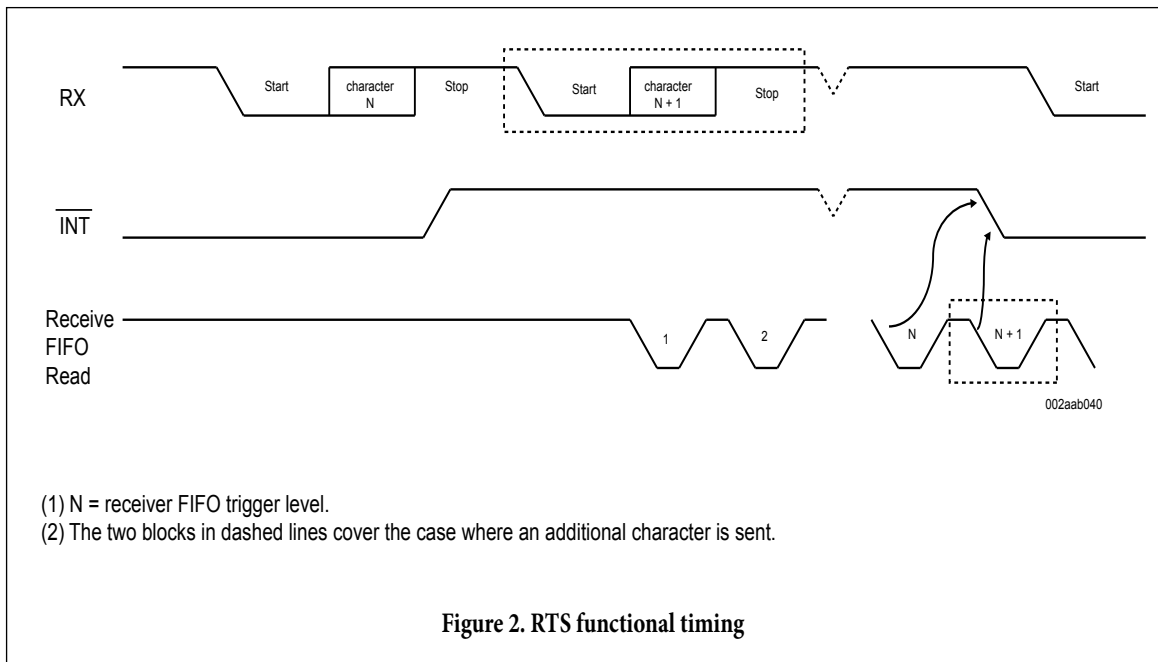 RX
Start
character
N
Stop
Start
character
N + 1
Stop
Start
INT
Receive
FIFO
Read
1
2
N
N + 1
002aab040
(1) N = receiver FIFO trigger level.
(2) The two blocks in dashed lines cover the case where an additional character is sent.
Figure 2. RTS functional timing